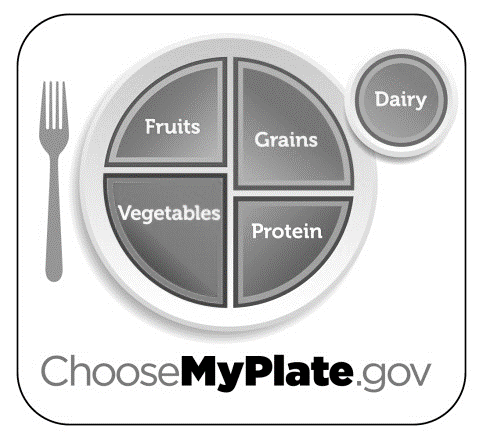 Fruits
Grains
Dairy
Vegetables
Protein
ChooseMyPlate.gov